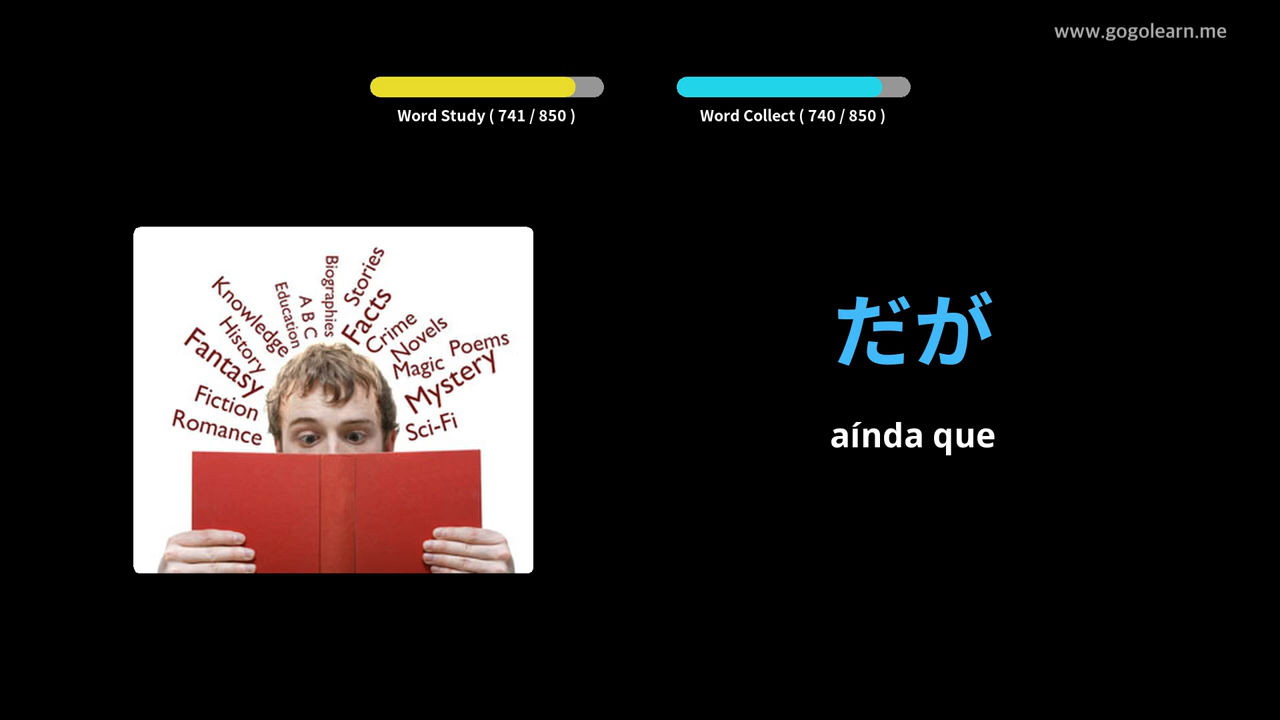 www.gogolearn.me
Word Study ( 741 / 850 )
Word Collect ( 740 / 850 )
Biographies
Stories
Education
A B C
Facts
Knowledge
Crime
History
Novels
Fantasy
Magic
Poems
Fiction
Mystery
Romance
Sci-Fi
だが
aínda que